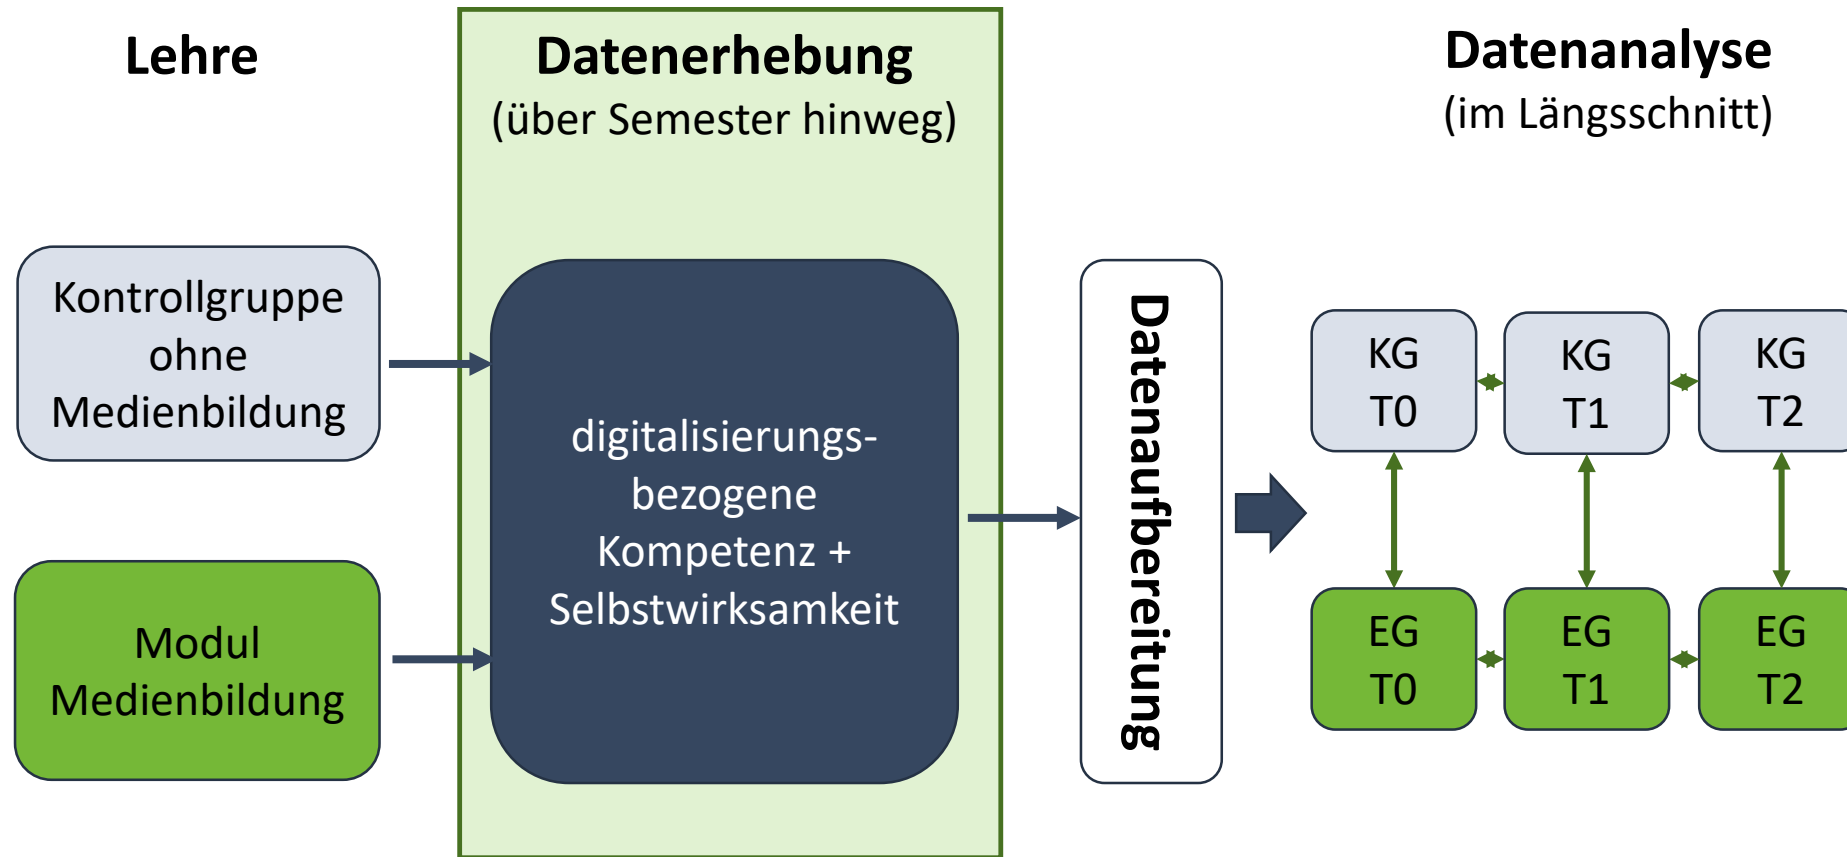 Lehre
Datenerhebung
(über Semester hinweg)
Datenanalyse
(im Längsschnitt)
Kontrollgruppe
ohne
Medienbildung
Modul
Medienbildung
digitalisierungs-
bezogene
Kompetenz +
Selbstwirksamkeit
Datenaufbereitung
KG
T0
KG
T1
KG
T2
EG
T0
EG
T1
EG
T2